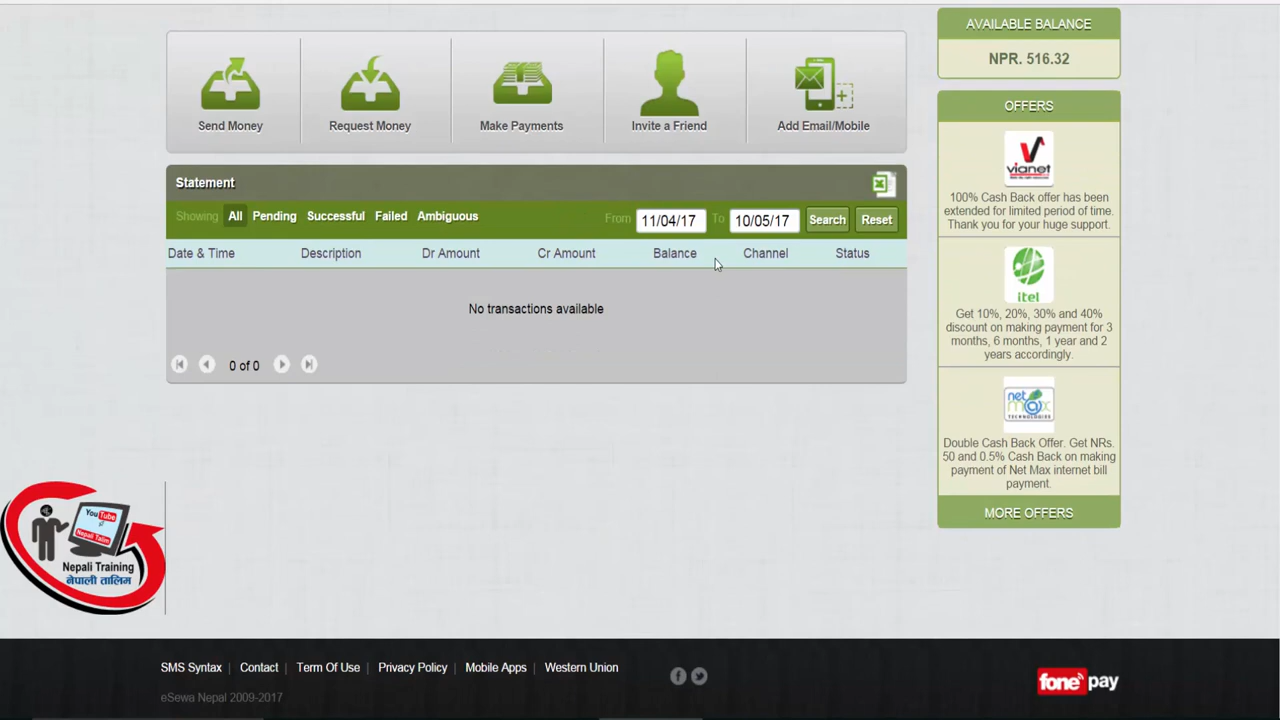 Send Money
Request Money
Make Payments
Invite a Friend
Add Email/Mobile
AVAILABLE BALANCE
NPR. 516.32
OFFERS
vianet
100% Cash Back offer has been
extended for limited period of time.
Thank you for your huge support.
itel
Get 10%, 20%, 30% and 40%
discount on making payment for 3
months, 6 months, 1 year and 2
years accordingly.
net max
TECHNOLOGIES
Double Cash Back Offer. Get NRs.
50 and 0.5% Cash Back on making
payment of Net Max internet bill
payment.
MORE OFFERS
Statement
Showing All Pending Successful Failed Ambiguous From 11/04/17 To 10/05/17 Search Reset
Date & Time Description Dr Amount Cr Amount Balance Channel Status
No transactions available
0 of 0
YouTube
Nepali Talim
Nepali Training
नेपाली तालिम
SMS Syntax | Contact | Term Of Use | Privacy Policy | Mobile Apps | Western Union
eSewa Nepal 2009-2017
fonepay